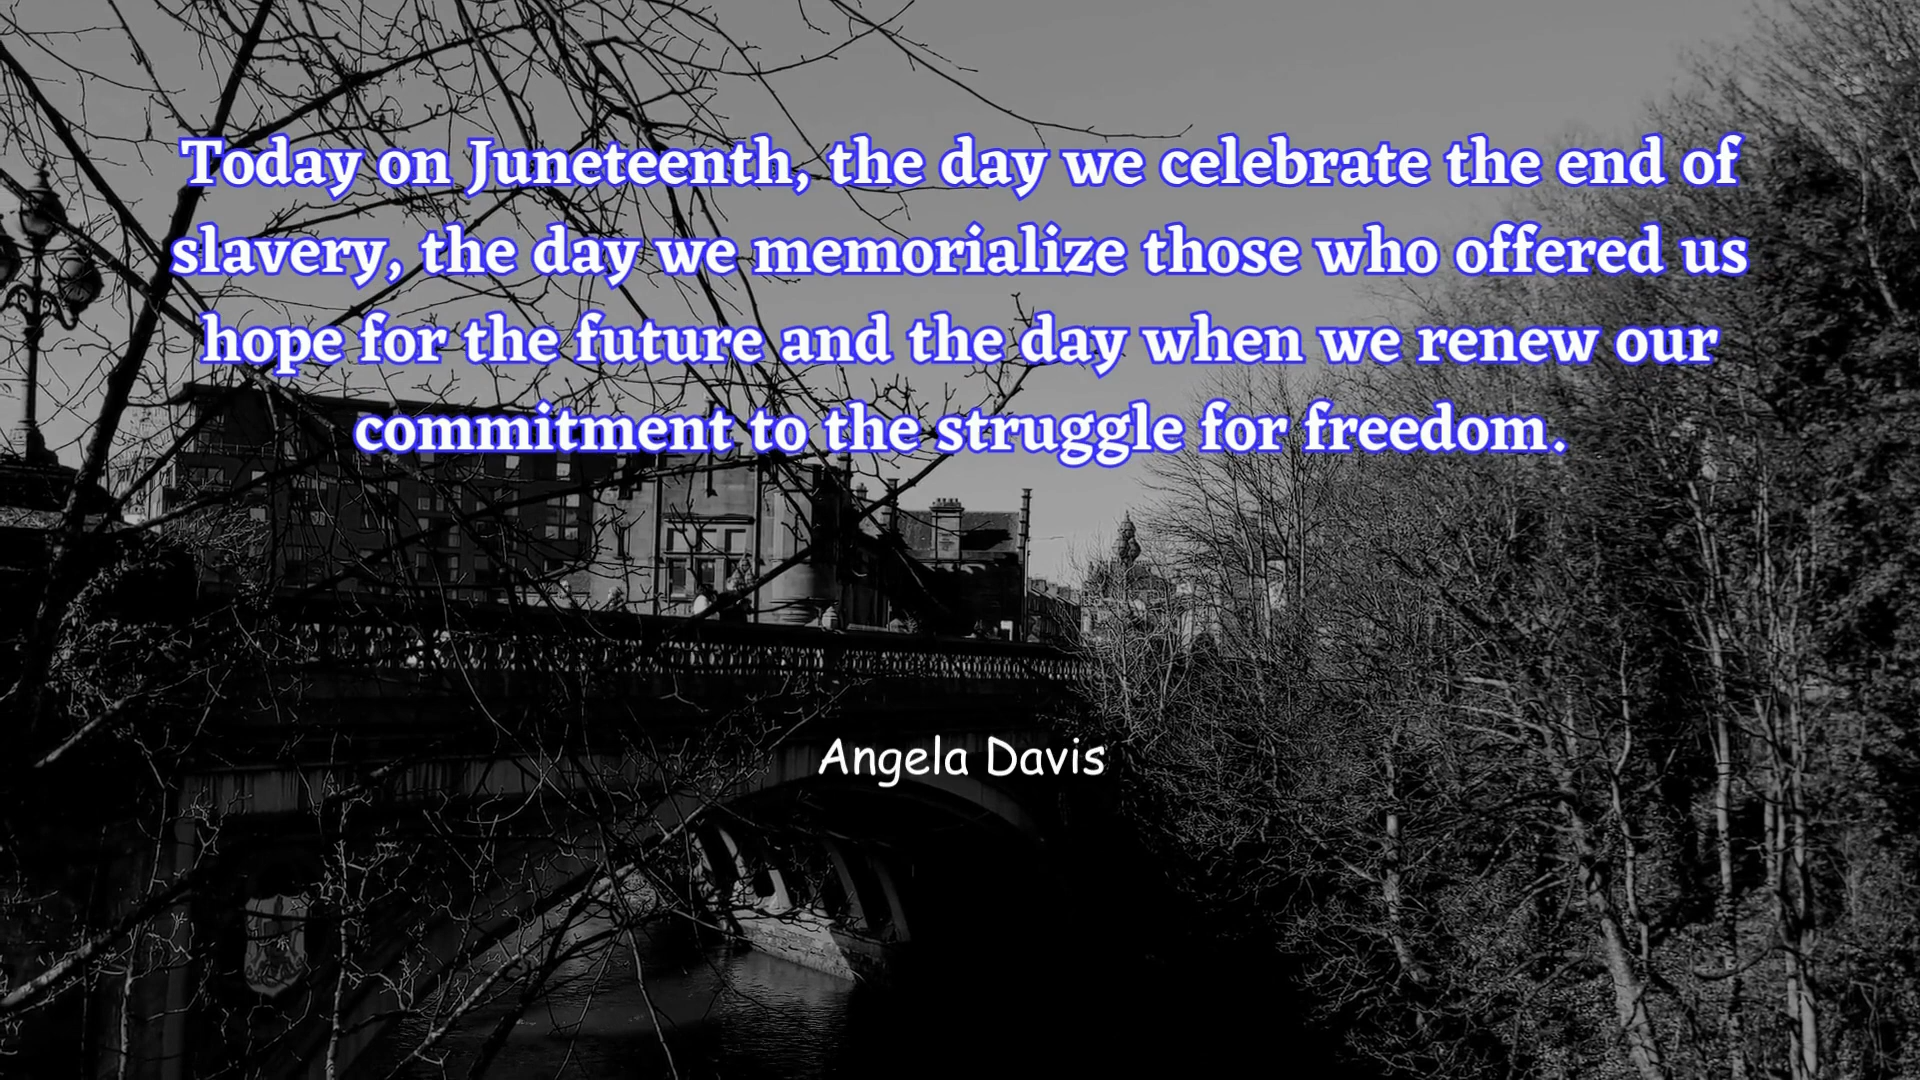 Today on Juneteenth, the day we celebrate the end of
slavery, the day we memorialize those who offered us
hope for the future and the day when we renew our
commitment to the struggle for freedom.
Angela Davis